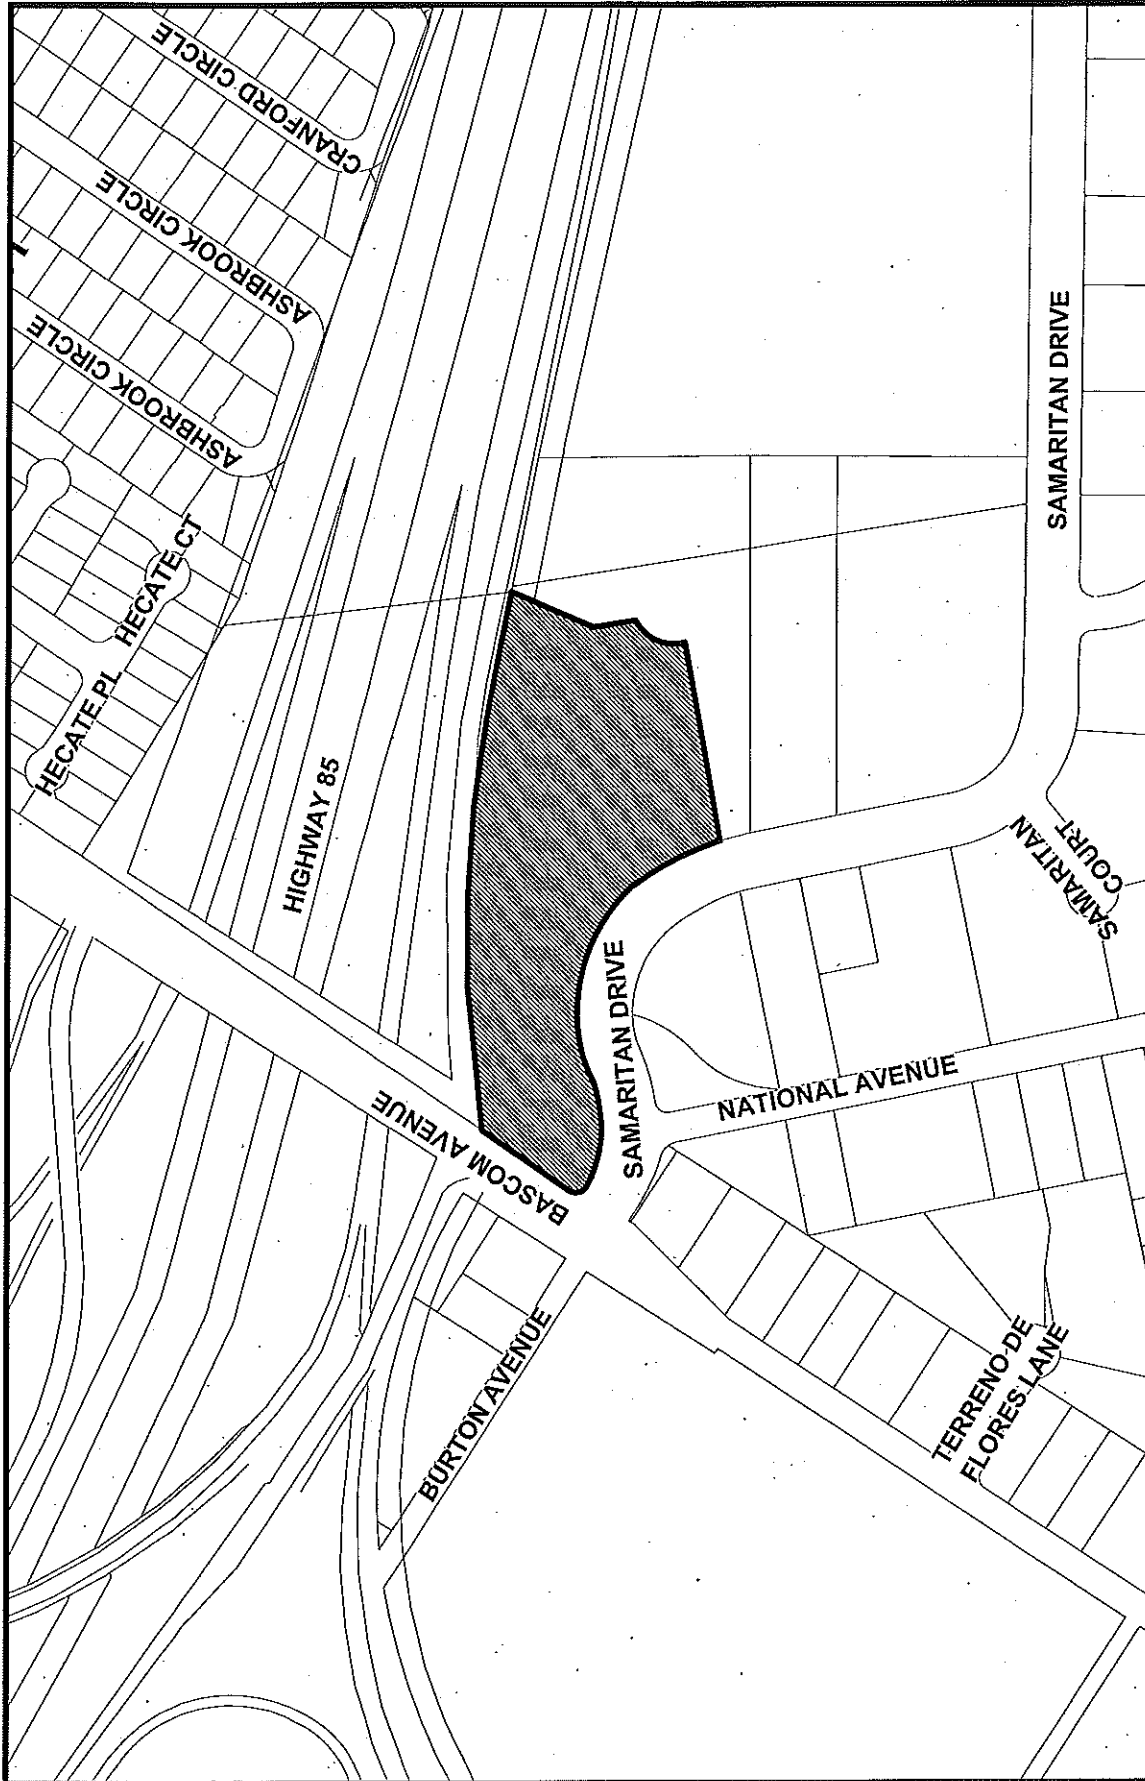 CRANFORD CIRCLE
ASHBROOK CIRCLE
ASHBROOK CIRCLE
HECATE CT
HECATE PL
HIGHWAY 85
SAMARITAN DRIVE
SAMARITAN
COURT
SAMARITAN DRIVE
NATIONAL AVENUE
BASCOM AVENUE
BURTON AVENUE
TERRENO DE
FLORES LANE